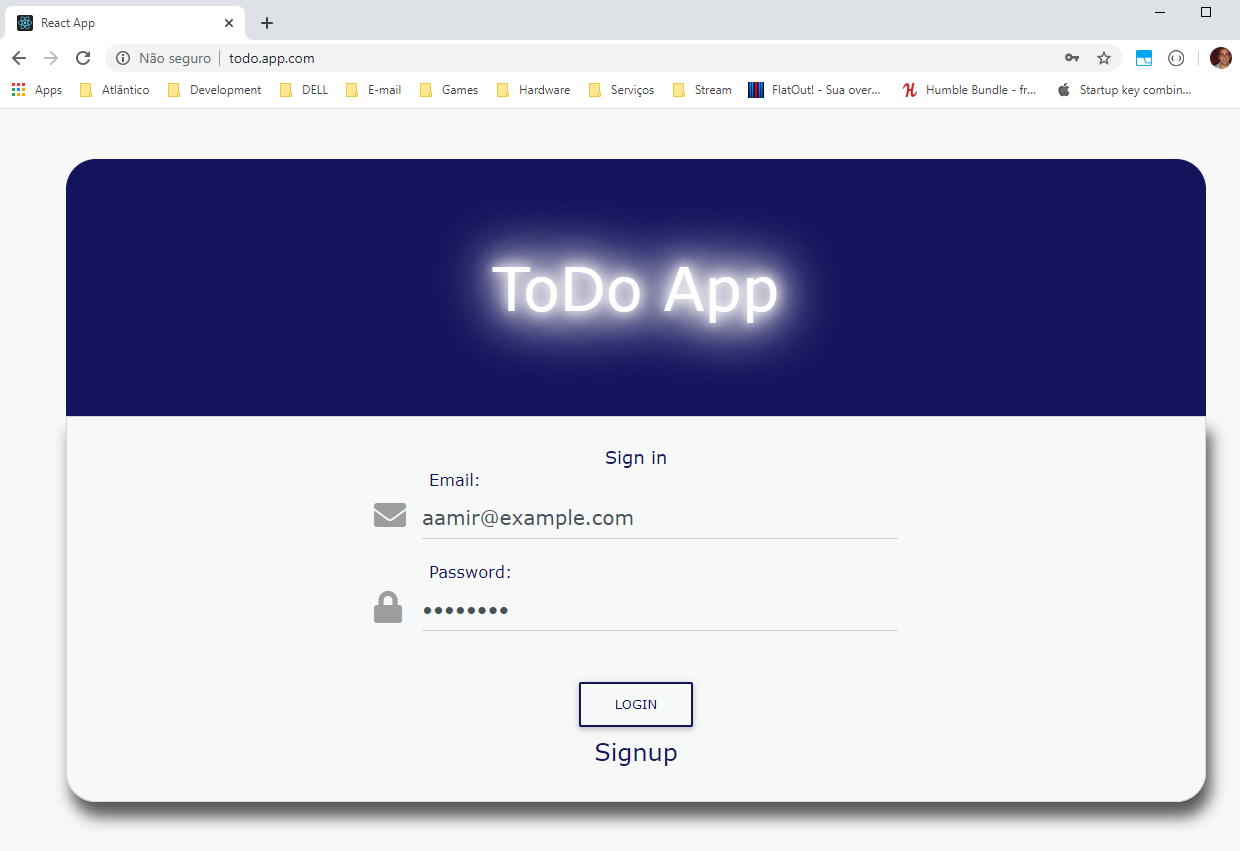 React App
Não seguro | todo.app.com
Apps Atlântico Development DELL E-mail Games Hardware Serviços Stream FlatOut! - Sua over... Humble Bundle - fr... Startup key combin...
ToDo App
Sign in
Email:
aamir@example.com
Password:
••••••••
LOGIN
Signup